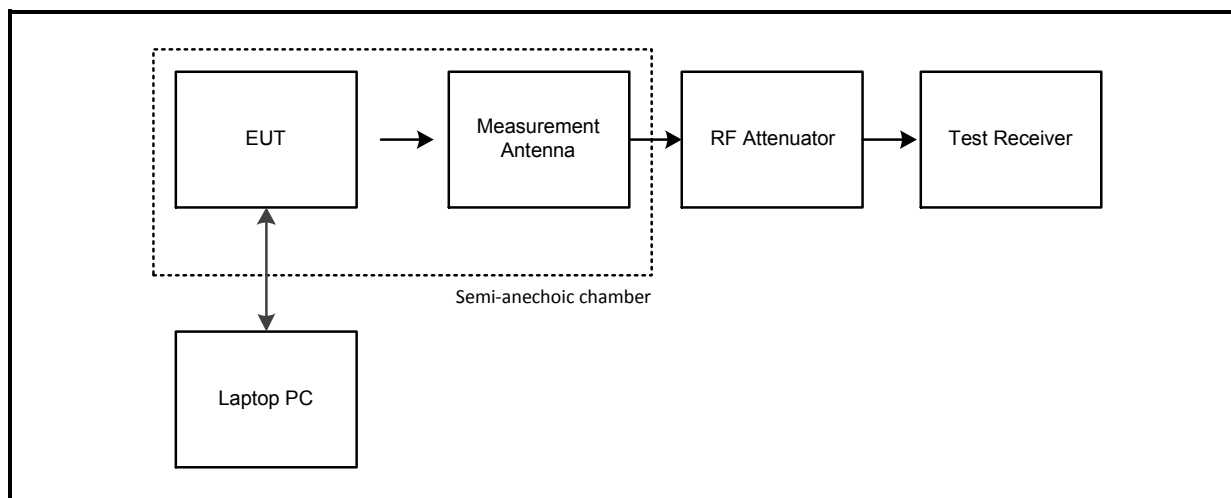 EUT
Measurement
Antenna
RF Attenuator
Test Receiver
Semi-anechoic chamber
Laptop PC